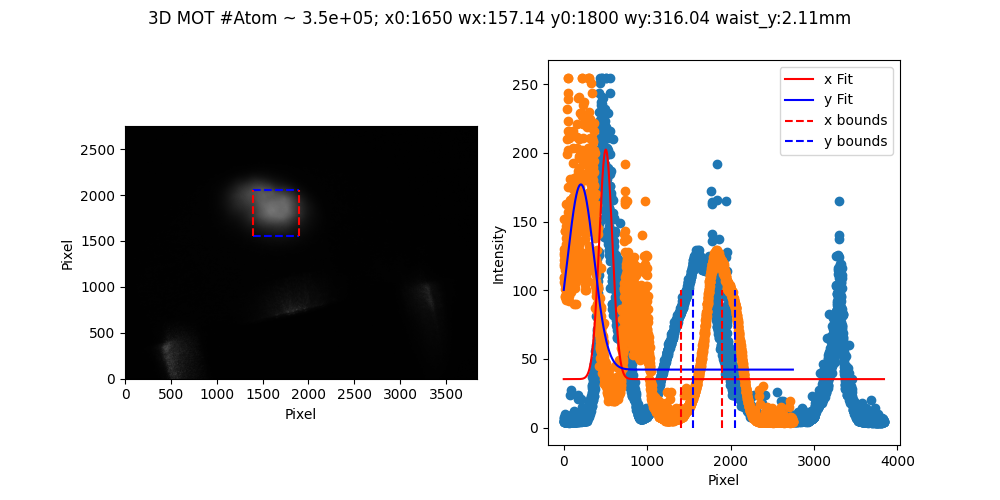 3D MOT #Atom ~ 3.5e+05; x0:1650 wx:157.14 y0:1800 wy:316.04 waist_y:2.11mm
2500
2000
1500
1000
500
0
0 500 1000 1500 2000 2500 3000 3500
Pixel
Pixel
250
200
150
100
50
0
0 1000 2000 3000 4000
Intensity
Pixel
x Fit
y Fit
x bounds
y bounds